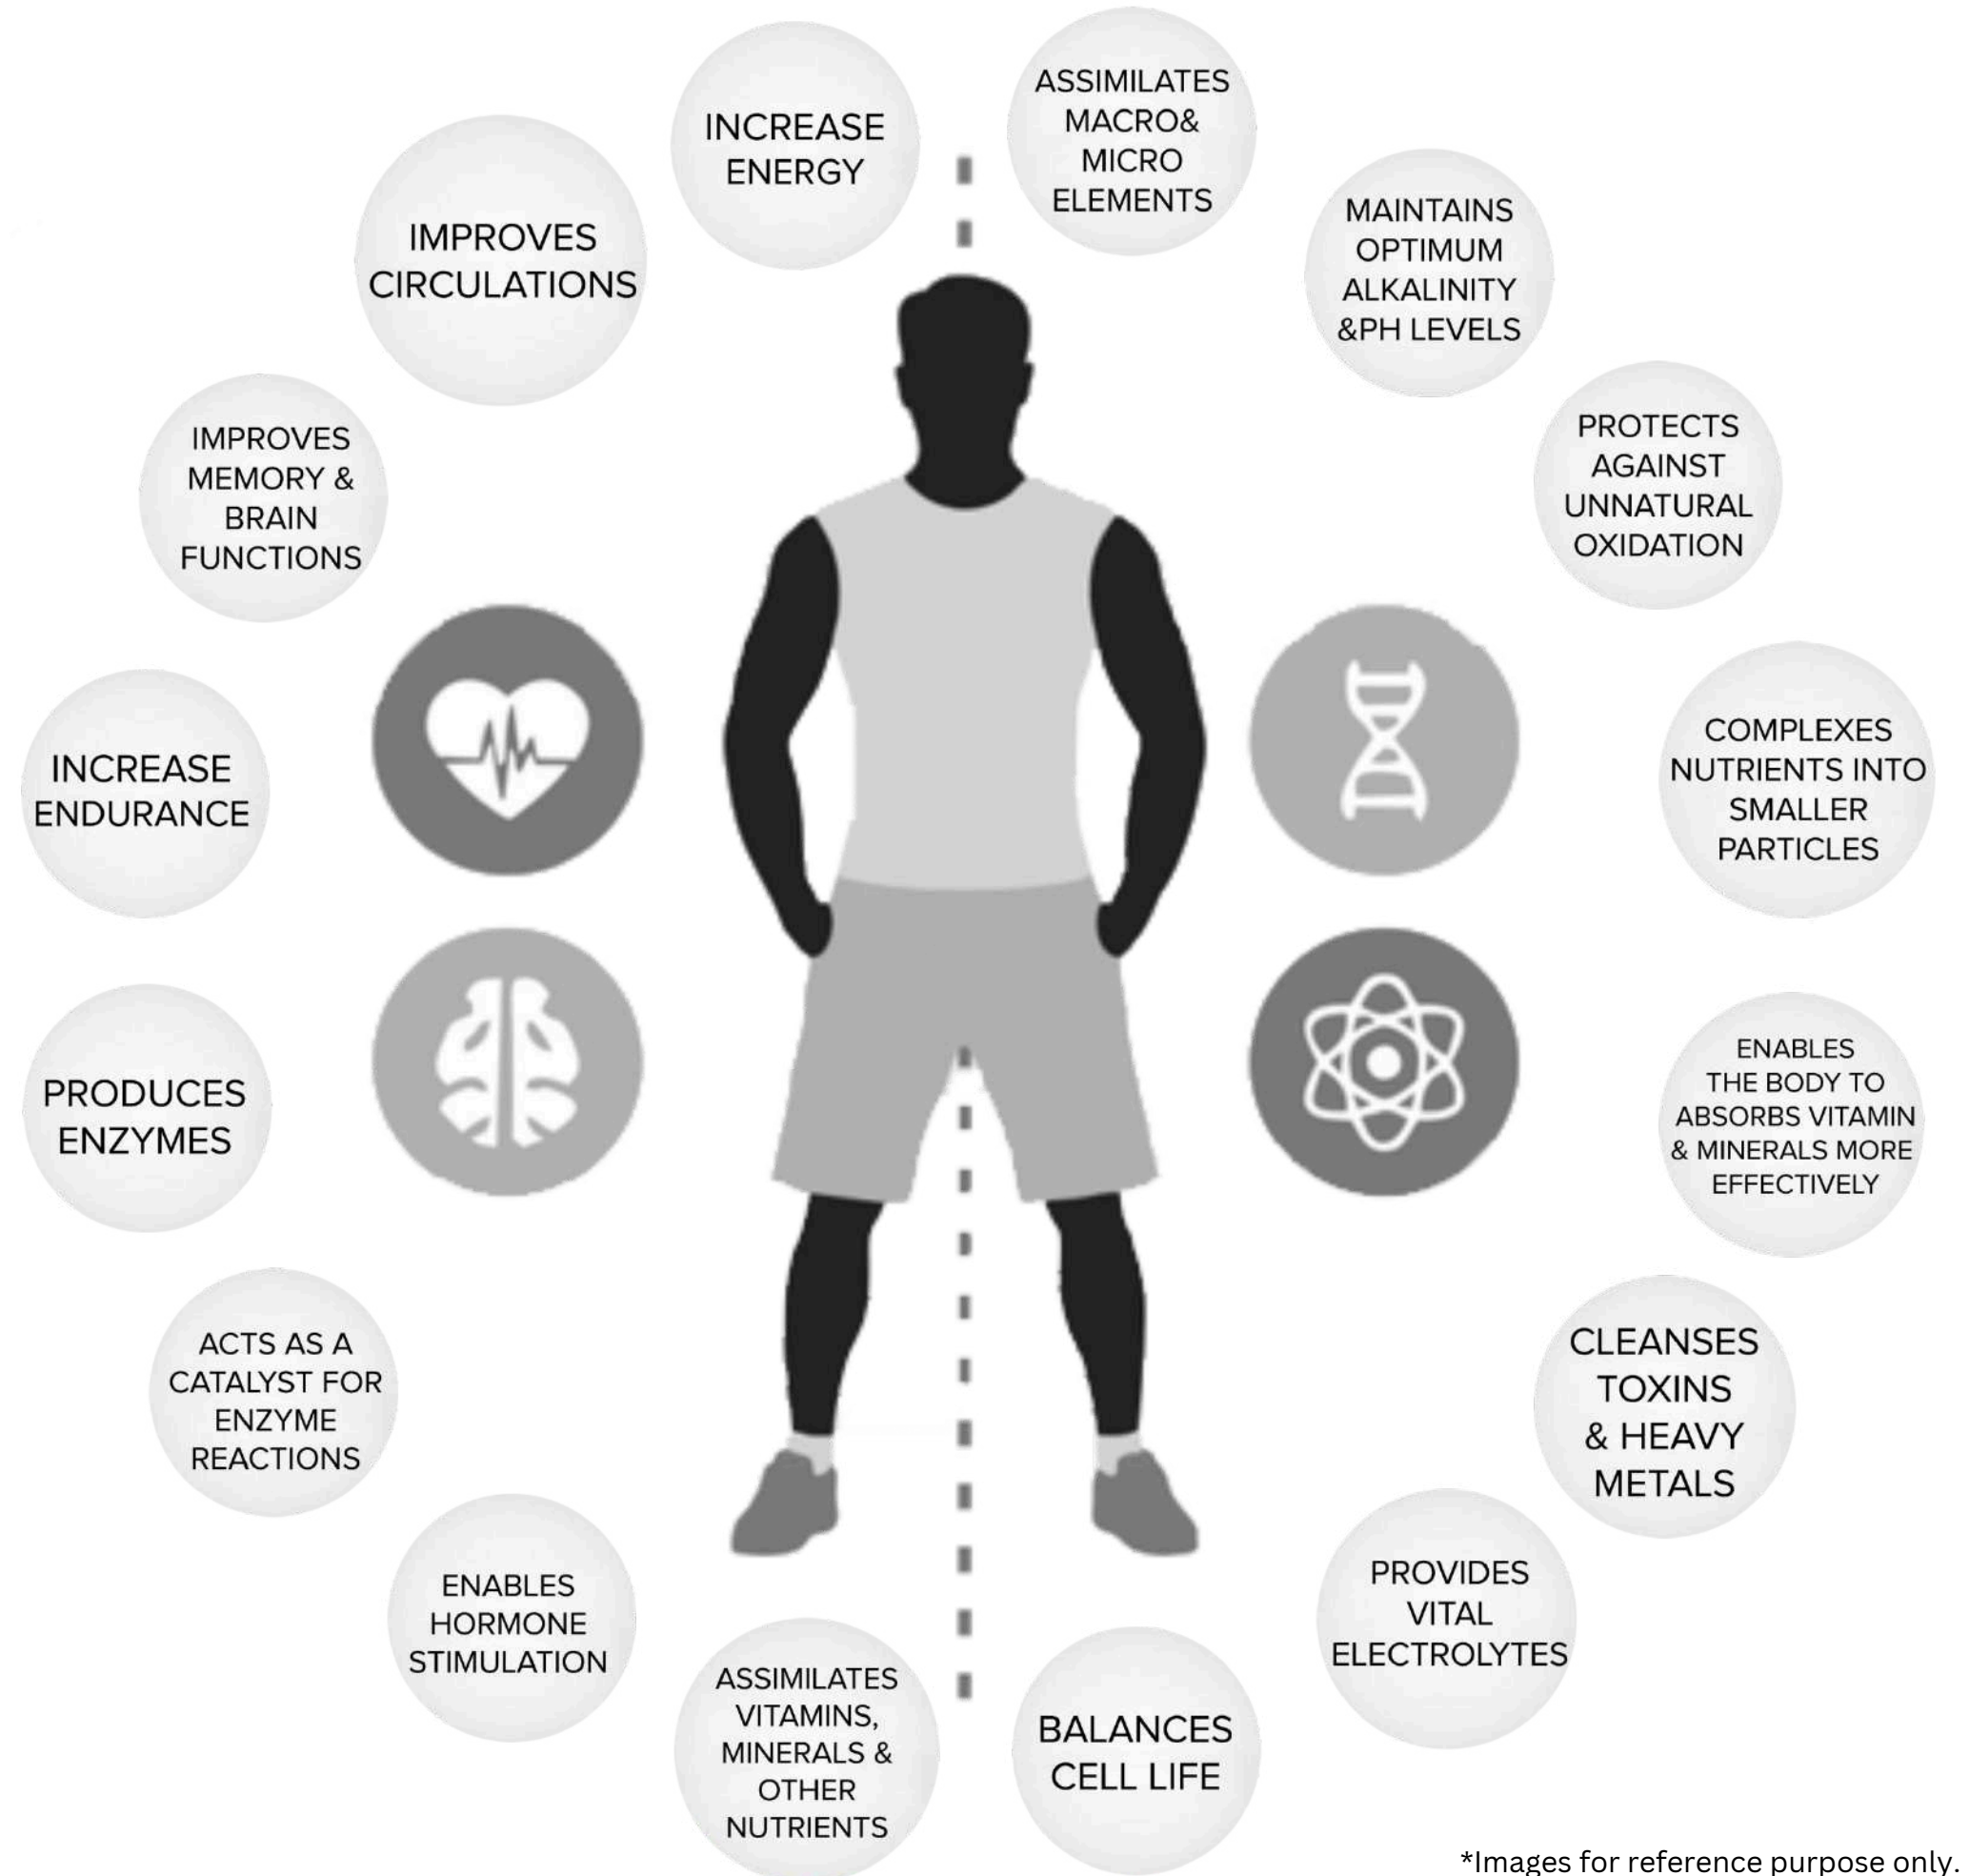 INCREASE
ENERGY
ASSIMILATES
MACRO&
MICRO
ELEMENTS
IMPROVES
CIRCULATIONS
MAINTAINS
OPTIMUM
ALKALINITY
&PH LEVELS
IMPROVES
MEMORY &
BRAIN
FUNCTIONS
PROTECTS
AGAINST
UNNATURAL
OXIDATION
INCREASE
ENDURANCE
COMPLEXES
NUTRIENTS INTO
SMALLER
PARTICLES
PRODUCES
ENZYMES
ENABLES
THE BODY TO
ABSORBS VITAMIN
& MINERALS MORE
EFFECTIVELY
ACTS AS A
CATALYST FOR
ENZYME
REACTIONS
CLEANSES
TOXINS
& HEAVY
METALS
ENABLES
HORMONE
STIMULATION
PROVIDES
VITAL
ELECTROLYTES
ASSIMILATES
VITAMINS,
MINERALS &
OTHER
NUTRIENTS
BALANCES
CELL LIFE
*Images for reference purpose only.